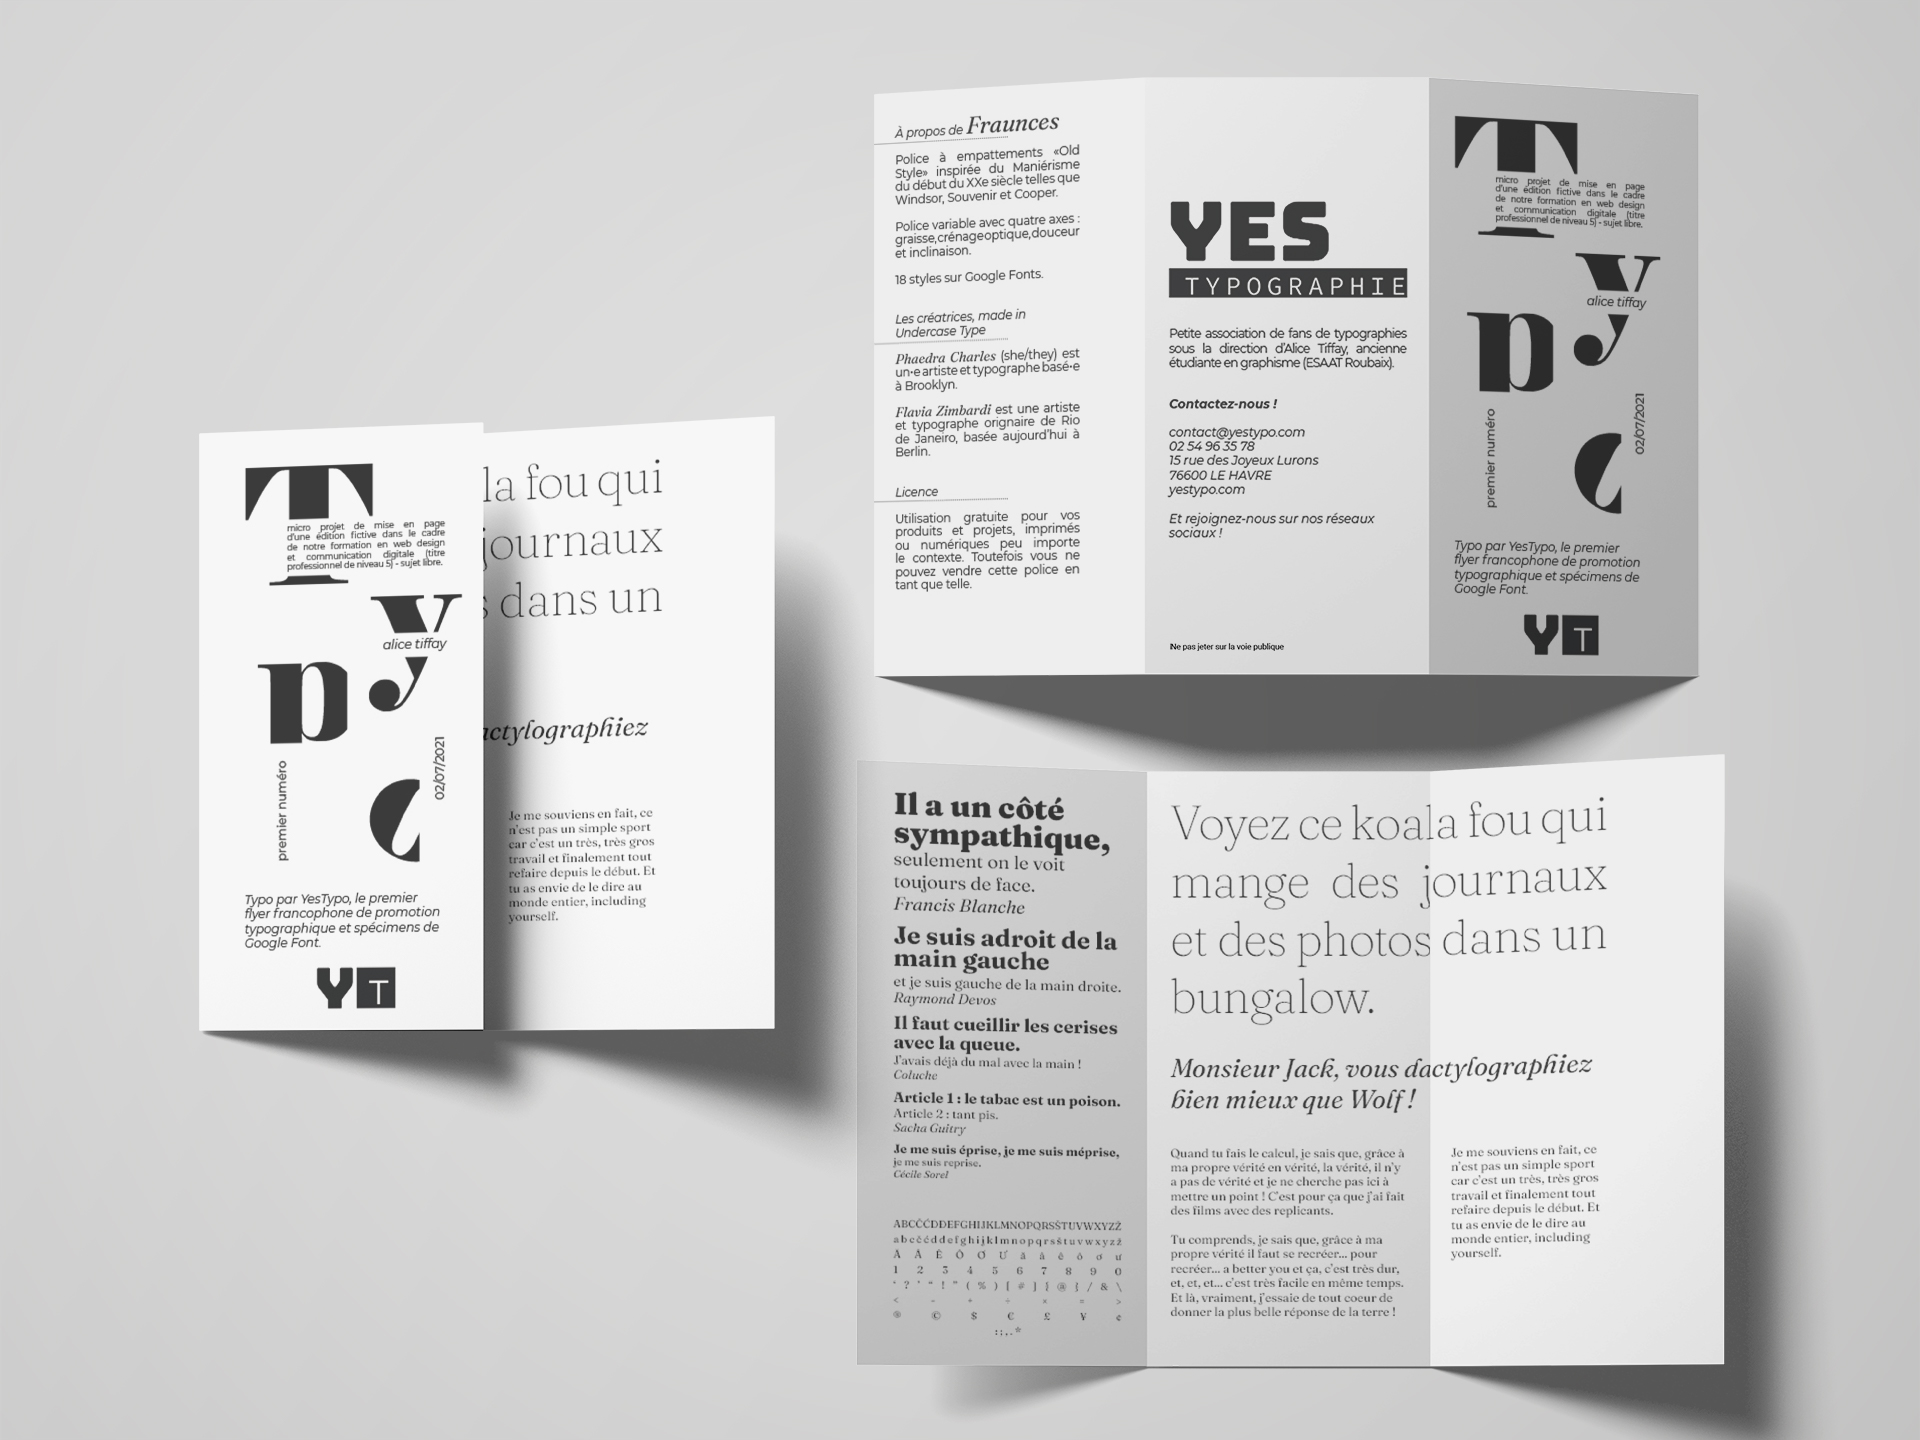 T
micro projet de mise en page
d'une édition fictive dans le cadre
de notre formation en web design
et communication digitale (titre
professionnel de niveau 5) - sujet libre.
y
alice tiffay
p
premier numéro
02/07/2021
Typo par YesTypo, le premier
flyer francophone de promotion
typographique et spécimens de
Google Font.
YT
la fou qui
journaux
s dans un
actylographiez
Je me souviens en fait, ce
n'est pas un simple sport
car c'est un très, très gros
travail et finalement tout
refaire depuis le début. Et
tu as envie de le dire au
monde entier, including
yourself.
À propos de Fraunces
Police à empattements «Old
Style» inspirée du Maniérisme
du début du XXe siècle telles que
Windsor, Souvenir et Cooper.
Police variable avec quatre axes :
graisse,crénage optique,douceur
et inclinaison.
18 styles sur Google Fonts.
Les créatrices, made in
Undercase Type
Phaedra Charles (she/they) est
un•e artiste et typographe basé•e
à Brooklyn.
Flavia Zimbardi est une artiste
et typographe orignaire de Rio
de Janeiro, basée aujourd'hui à
Berlin.
Licence
Utilisation gratuite pour vos
produits et projets, imprimés
ou numériques peu importe
le contexte. Toutefois vous ne
pouvez vendre cette police en
tant que telle.
YES
TYPOGRAPHIE
Petite association de fans de typographies
sous la direction d'Alice Tiffay, ancienne
étudiante en graphisme (ESAAT Roubaix).
Contactez-nous !
contact@yestypo.com
02 54 96 35 78
15 rue des Joyeux Lurons
76600 LE HAVRE
yestypo.com
Et rejoignez-nous sur nos réseaux
sociaux !
Ne pas jeter sur la voie publique
T
micro projet de mise en page
d'une édition fictive dans le cadre
de notre formation en web design
et communication digitale (titre
professionnel de niveau 5) - sujet libre.
y
alice tiffay
p
premier numéro
02/07/2021
Typo par YesTypo, le premier
flyer francophone de promotion
typographique et spécimens de
Google Font.
YT
Il a un côté
sympathique,
seulement on le voit
toujours de face.
Francis Blanche
Je suis adroit de la
main gauche
et je suis gauche de la main droite.
Raymond Devos
Il faut cueillir les cerises
avec la queue.
J'avais déjà du mal avec la main !
Coluche
Article 1 : le tabac est un poison.
Article 2 : tant pis.
Sacha Guitry
Je me suis éprise, je me suis méprise,
je me suis reprise.
Cécile Sorel
ABCČĆDĐEFGHIJKLMNOPQRSŠTUVWXYZŽ
abcčćdđefghijklmnopqrsštuvwxyzž
1 2 3 4 5 6 7 8 9 0
‘ ? ’ “ ! ” ( % ) [ # ] } @ { / & \
< - + ÷ × = >
® © $ € £ ¥ ¢
Voyez ce koala fou qui
mange des journaux
et des photos dans un
bungalow.
Monsieur Jack, vous dactylographiez
bien mieux que Wolf !
Quand tu fais le calcul, je sais que, grâce à
ma propre vérité en vérité, la vérité, il n'y
a pas de vérité et je ne cherche pas ici à
mettre un point ! C'est pour ça que j'ai fait
des films avec des replicants.
Tu comprends, je sais que, grâce à ma
propre vérité il faut se recréer... pour
recréer... a better you et ça, c'est très dur,
et, et, et... c'est très facile en même temps.
Et là, vraiment, j'essaie de tout coeur de
donner la plus belle réponse de la terre !
Je me souviens en fait, ce
n'est pas un simple sport
car c'est un très, très gros
travail et finalement tout
refaire depuis le début. Et
tu as envie de le dire au
monde entier, including
yourself.